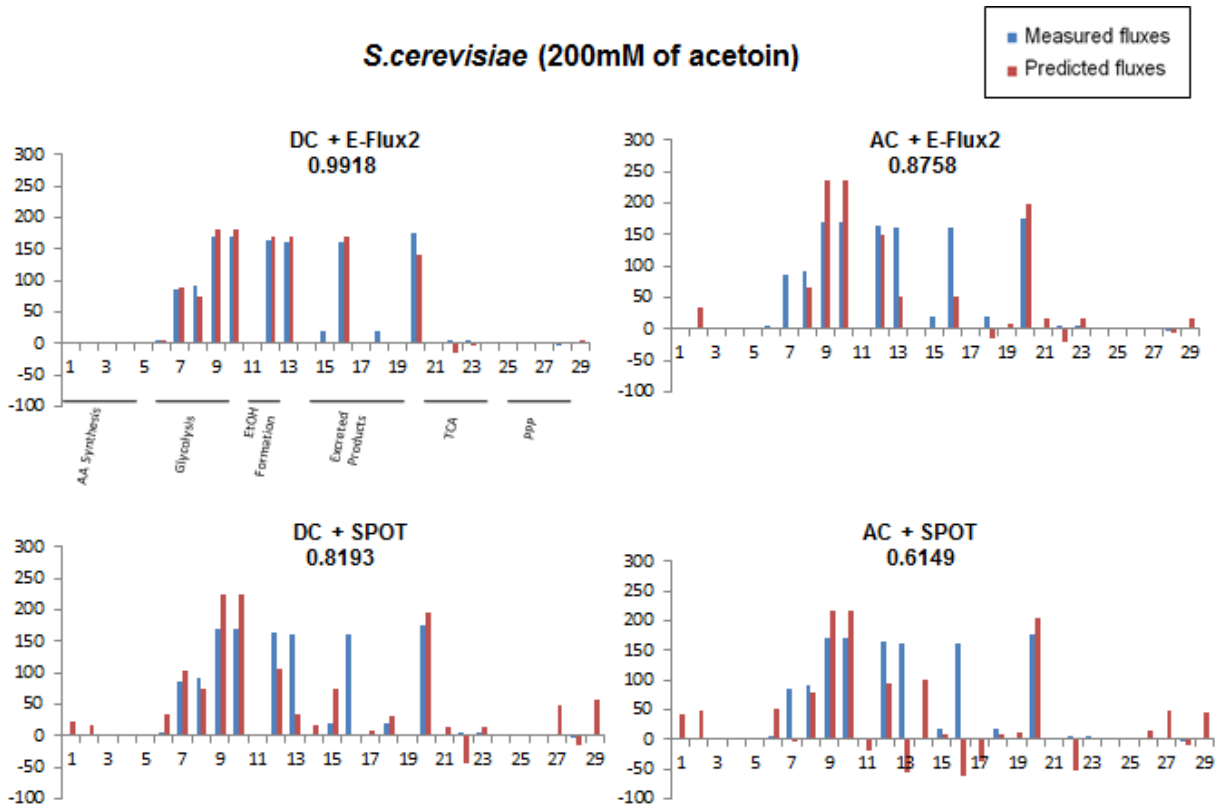 Measured fluxes
Predicted fluxes
S.cerevisiae (200mM of acetoin)
DC + E-Flux2
0.9918
300
250
200
150
100
50
0
-50
-100
1 3 5 7 9 11 13 15 17 19 21 23 25 27 29
AA Synthesis
Glycolysis
EtOH Formation
Excreted Products
TCA
PPP
AC + E-Flux2
0.8758
300
250
200
150
100
50
0
-50
-100
1 3 5 7 9 11 13 15 17 19 21 23 25 27 29
DC + SPOT
0.8193
300
250
200
150
100
50
0
-50
-100
1 3 5 7 9 11 13 15 17 19 21 23 25 27 29
AC + SPOT
0.6149
300
250
200
150
100
50
0
-50
-100
1 3 5 7 9 11 13 15 17 19 21 23 25 27 29